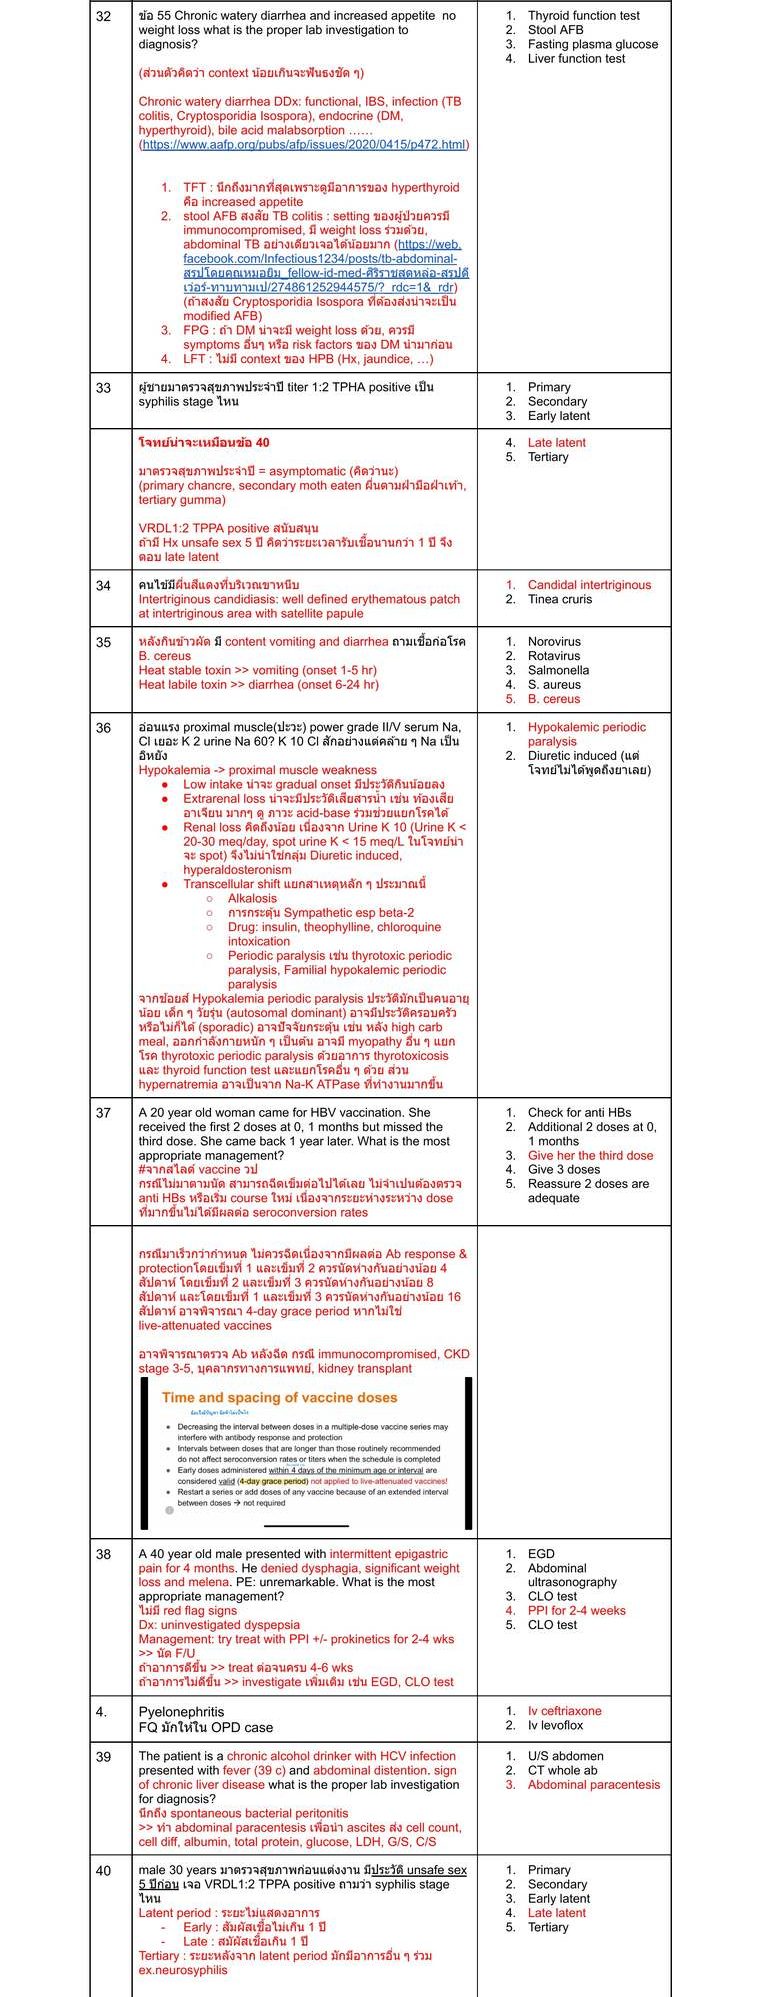 32
ข้อ 55 Chronic watery diarrhea and increased appetite  no
weight loss what is the proper lab investigation to
diagnosis?
(ส่วนตัวคิดว่า context น้อยเกินจะฟันธงชัด ๆ)
Chronic watery diarrhea DDx: functional, IBS, infection (TB
colitis, Cryptosporidia Isospora), endocrine (DM,
hyperthyroid), bile acid malabsorption ……
(https://www.aafp.org/pubs/afp/issues/2020/0415/p472.html)
1. TFT : นึกถึงมากที่สุดเพราะดูมีอาการของ hyperthyroid
คือ increased appetite
2. stool AFB สงสัย TB colitis : setting ของผู้ป่วยควรมี
immunocompromised, มี weight loss ร่วมด้วย,
abdominal TB อย่างเดียวเจอได้น้อยมาก (https://web.
facebook.com/Infectious1234/posts/tb-abdominal-
สรุปโดยคุณหมอยิม_fellow-id-med-ศิริราชสุดหล่อ-สรุปดี
เว่อร์-ทาบทามเป/274861252944575/?_rdc=1&_rdr)
(ถ้าสงสัย Cryptosporidia Isospora ที่ต้องส่งน่าจะเป็น
modified AFB)
3. FPG : ถ้า DM น่าจะมี weight loss ด้วย, ควรมี
symptoms อื่นๆ หรือ risk factors ของ DM นำมาก่อน
4. LFT : ไม่มี context ของ HPB (Hx, jaundice, …)
1. Thyroid function test
2. Stool AFB
3. Fasting plasma glucose
4. Liver function test
33
ผู้ชายมาตรวจสุขภาพประจำปี titer 1:2 TPHA positive เป็น
syphilis stage ไหน
1. Primary
2. Secondary
3. Early latent
โจทย์น่าจะเหมือนข้อ 40
มาตรวจสุขภาพประจำปี = asymptomatic (คิดว่านะ)
(primary chancre, secondary moth eaten ผื่นตามฝ่ามือฝ่าเท้า,
tertiary gumma)
VRDL1:2 TPPA positive สนับสนุน
ถ้ามี Hx unsafe sex 5 ปี คิดว่าระยะเวลารับเชื้อนานกว่า 1 ปี จึง
ตอบ late latent
4. Late latent
5. Tertiary
34
คนไข้มีผื่นสีแดงที่บริเวณขาหนีบ
Intertriginous candidiasis: well defined erythematous patch
at intertriginous area with satellite papule
1. Candidal intertriginous
2. Tinea cruris
35
หลังกินข้าวผัด มี content vomiting and diarrhea ถามเชื้อก่อโรค
B. cereus
Heat stable toxin >> vomiting (onset 1-5 hr)
Heat labile toxin >> diarrhea (onset 6-24 hr)
1. Norovirus
2. Rotavirus
3. Salmonella
4. S. aureus
5. B. cereus
36
อ่อนแรง proximal muscle(ปะวะ) power grade II/V serum Na,
Cl เยอะ K 2 urine Na 60? K 10 Cl สักอย่างแต่คล้าย ๆ Na เป็น
อิหยัง
Hypokalemia -> proximal muscle weakness
● Low intake น่าจะ gradual onset มีประวัติกินน้อยลง
● Extrarenal loss น่าจะมีประวัติเสียสารน้ำ เช่น ท้องเสีย
อาเจียน มากๆ ดู ภาวะ acid-base ร่วมช่วยแยกโรคได้
● Renal loss คิดถึงน้อย เนื่องจาก Urine K 10 (Urine K <
20-30 meq/day, spot urine K < 15 meq/L ในโจทย์น่า
จะ spot) จึงไม่น่าใช่กลุ่ม Diuretic induced,
hyperaldosteronism
● Transcellular shift แยกสาเหตุหลัก ๆ ประมาณนี้
○ Alkalosis
○ การกระตุ้น Sympathetic esp beta-2
○ Drug: insulin, theophylline, chloroquine
intoxication
○ Periodic paralysis เช่น thyrotoxic periodic
paralysis, Familial hypokalemic periodic
paralysis
จากช้อยส์ Hypokalemia periodic paralysis ประวัติมักเป็นคนอายุ
น้อย เด็ก ๆ วัยรุ่น (autosomal dominant) อาจมีประวัติครอบครัว
หรือไม่ก็ได้ (sporadic) อาจปัจจัยกระตุ้น เช่น หลัง high carb
meal, ออกกำลังกายหนัก ๆ เป็นต้น อาจมี myopathy อื่น ๆ แยก
โรค thyrotoxic periodic paralysis ด้วยอาการ thyrotoxicosis
และ thyroid function test และแยกโรคอื่น ๆ ด้วย ส่วน
hypernatremia อาจเป็นจาก Na-K ATPase ที่ทำงานมากขึ้น
1. Hypokalemic periodic
paralysis
2. Diuretic induced (แต่
โจทย์ไม่ได้พูดถึงยาเลย)
37
A 20 year old woman came for HBV vaccination. She
received the first 2 doses at 0, 1 months but missed the
third dose. She came back 1 year later. What is the most
appropriate management?
#จากสไลด์ vaccine วป
กรณีไม่มาตามนัด สามารถฉีดเข็มต่อไปได้เลย ไม่จำเป็นต้องตรวจ
anti HBs หรือเริ่ม course ใหม่ เนื่องจากระยะห่างระหว่าง dose
ที่มากขึ้นไม่ได้มีผลต่อ seroconversion rates
1. Check for anti HBs
2. Additional 2 doses at 0,
1 months
3. Give her the third dose
4. Give 3 doses
5. Reassure 2 doses are
adequate
กรณีมาเร็วกว่ากำหนด ไม่ควรฉีดเนื่องจากมีผลต่อ Ab response &
protectionโดยเข็มที่ 1 และเข็มที่ 2 ควรนัดห่างกันอย่างน้อย 4
สัปดาห์ โดยเข็มที่ 2 และเข็มที่ 3 ควรนัดห่างกันอย่างน้อย 8
สัปดาห์ และโดยเข็มที่ 1 และเข็มที่ 3 ควรนัดห่างกันอย่างน้อย 16
สัปดาห์ อาจพิจารณา 4-day grace period หากไม่ใช่
live-attenuated vaccines
อาจพิจารณาตรวจ Ab หลังฉีด กรณี immunocompromised, CKD
stage 3-5, บุคลากรทางการแพทย์, kidney transplant
Time and spacing of vaccine doses
● Decreasing the interval between doses in a multiple-dose vaccine series may
interfere with antibody response and protection
● Intervals between doses that are longer than those routinely recommended
do not affect seroconversion rates or titers when the schedule is completed
● Early doses administered within 4 days of the minimum age or interval are
considered valid (4-day grace period) not applied to live-attenuated vaccines!
● Restart a series or add doses of any vaccine because of an extended interval
between doses → not required
38
A 40 year old male presented with intermittent epigastric
pain for 4 months. He denied dysphagia, significant weight
loss and melena. PE: unremarkable. What is the most
appropriate management?
ไม่มี red flag signs
Dx: uninvestigated dyspepsia
Management: try treat with PPI +/- prokinetics for 2-4 wks
>> นัด F/U
ถ้าอาการดีขึ้น >> treat ต่อจนครบ 4-6 wks
ถ้าอาการไม่ดีขึ้น >> investigate เพิ่มเติม เช่น EGD, CLO test
1. EGD
2. Abdominal
ultrasonography
3. CLO test
4. PPI for 2-4 weeks
5. CLO test
4.
Pyelonephritis
FQ มักให้ใน OPD case
1. Iv ceftriaxone
2. Iv levoflox
39
The patient is a chronic alcohol drinker with HCV infection
presented with fever (39 c) and abdominal distention. sign
of chronic liver disease what is the proper lab investigation
for diagnosis?
นึกถึง spontaneous bacterial peritonitis
>> ทำ abdominal paracentesis เพื่อนำ ascites ส่ง cell count,
cell diff, albumin, total protein, glucose, LDH, G/S, C/S
1. U/S abdomen
2. CT whole ab
3. Abdominal paracentesis
40
male 30 years มาตรวจสุขภาพก่อนแต่งงาน มีประวัติ unsafe sex
5 ปีก่อน เจอ VRDL1:2 TPPA positive ถามว่า syphilis stage
ไหน
Latent period : ระยะไม่แสดงอาการ
- Early : สัมผัสเชื้อไม่เกิน 1 ปี
- Late : สมัผัสเชื้อเกิน 1 ปี
Tertiary : ระยะหลังจาก latent period มักมีอาการอื่น ๆ ร่วม
ex.neurosyphilis
1. Primary
2. Secondary
3. Early latent
4. Late latent
5. Tertiary